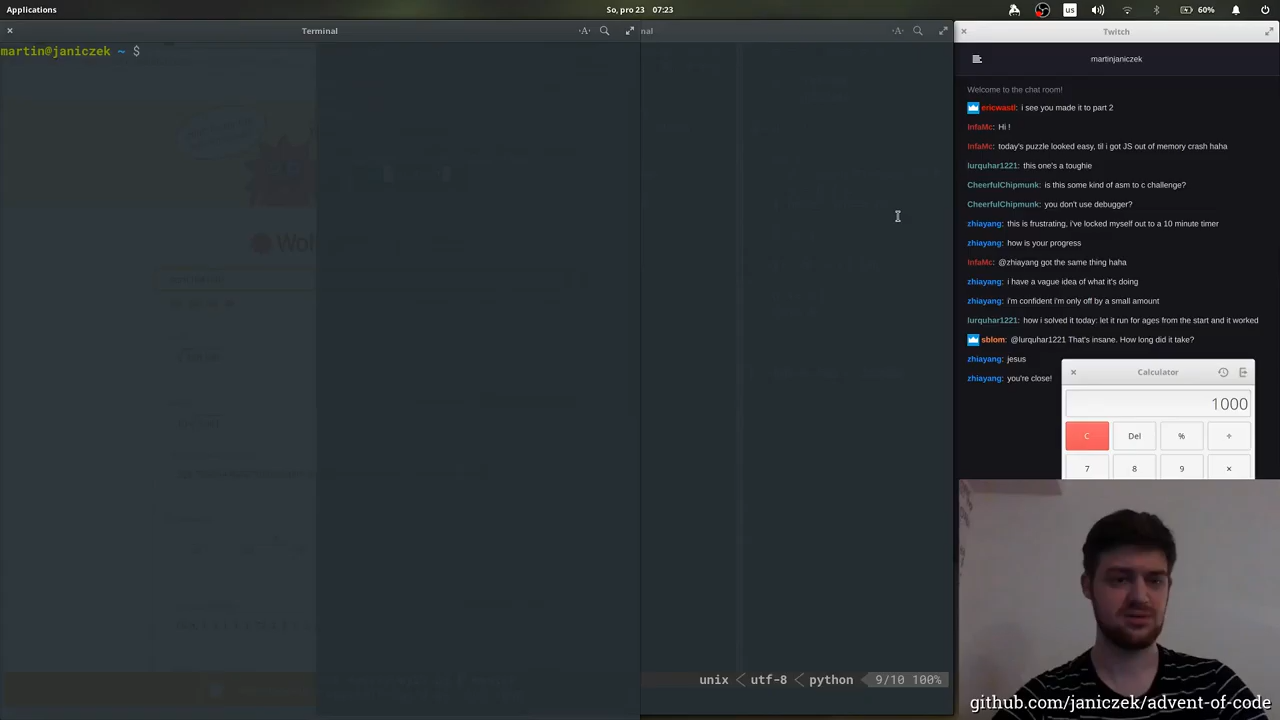 Applications
So, pro 23 07:23
us
60%
Terminal
nal
Twitch
martin@janiczek ~ $
martinjaniczek
Welcome to the chat room!
ericwastl: i see you made it to part 2
InfaMc: Hi !
InfaMc: today's puzzle looked easy, til i got JS out of memory crash haha
lurquhar1221: this one's a toughie
CheerfulChipmunk: is this some kind of asm to c challenge?
CheerfulChipmunk: you don't use debugger?
zhiayang: this is frustrating, i've locked myself out to a 10 minute timer
zhiayang: how is your progress
InfaMc: @zhiayang got the same thing haha
zhiayang: i have a vague idea of what it's doing
zhiayang: i'm confident i'm only off by a small amount
lurquhar1221: how i solved it today: let it run for ages from the start and it worked
sblom: @lurquhar1221 That's insane. How long did it take?
zhiayang: jesus
zhiayang: you're close!
Calculator
1000
C Del % ÷
7 8 9 ×
unix < utf-8 < python 9/10 100%
github.com/janiczek/advent-of-code